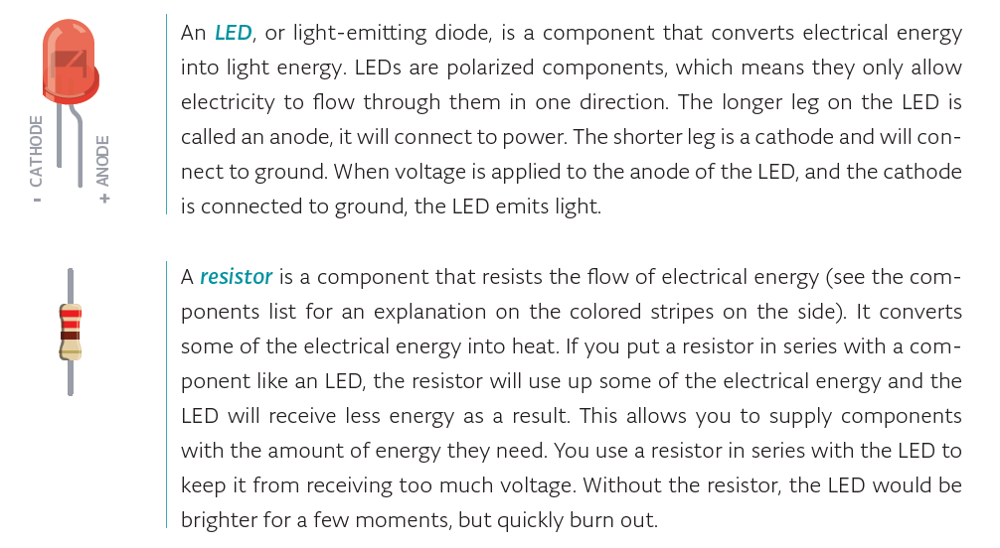 An LED, or light-emitting diode, is a component that converts electrical energy
into light energy. LEDs are polarized components, which means they only allow
electricity to flow through them in one direction. The longer leg on the LED is
called an anode, it will connect to power. The shorter leg is a cathode and will con-
nect to ground. When voltage is applied to the anode of the LED, and the cathode
is connected to ground, the LED emits light.
- CATHODE
+ ANODE
A resistor is a component that resists the flow of electrical energy (see the com-
ponents list for an explanation on the colored stripes on the side). It converts
some of the electrical energy into heat. If you put a resistor in series with a com-
ponent like an LED, the resistor will use up some of the electrical energy and the
LED will receive less energy as a result. This allows you to supply components
with the amount of energy they need. You use a resistor in series with the LED to
keep it from receiving too much voltage. Without the resistor, the LED would be
brighter for a few moments, but quickly burn out.